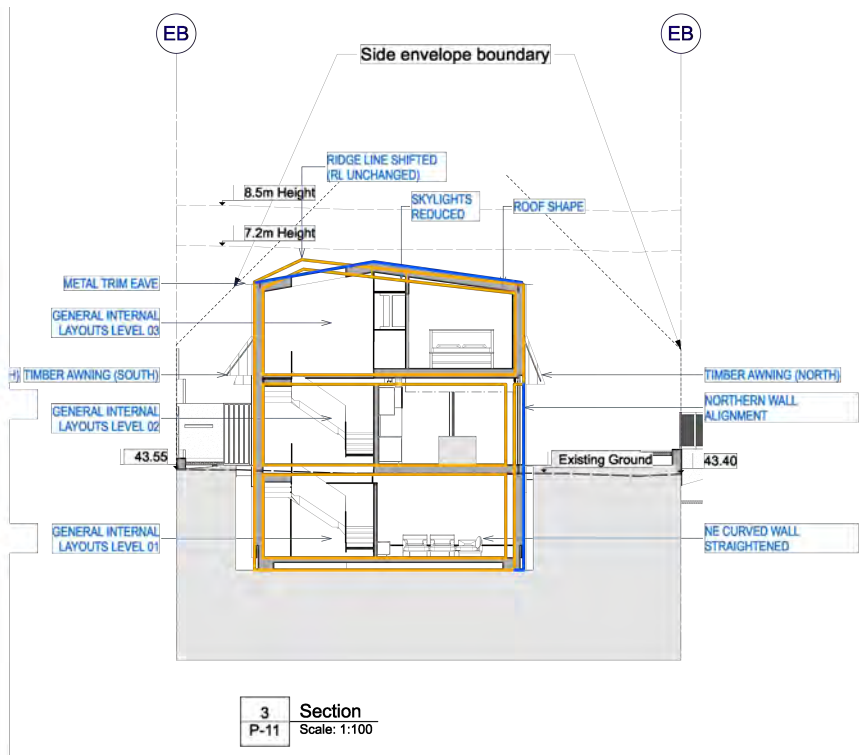 EB
EB
Side envelope boundary
RIDGE LINE SHIFTED
(RL UNCHANGED)
8.5m Height
SKYLIGHTS
REDUCED
ROOF SHAPE
7.2m Height
METAL TRIM EAVE
GENERAL INTERNAL
LAYOUTS LEVEL 03
TIMBER AWNING (SOUTH)
TIMBER AWNING (NORTH)
GENERAL INTERNAL
LAYOUTS LEVEL 02
NORTHERN WALL
ALIGNMENT
43.55
Existing Ground
43.40
GENERAL INTERNAL
LAYOUTS LEVEL 01
NE CURVED WALL
STRAIGHTENED
3
P-11
Section
Scale: 1:100